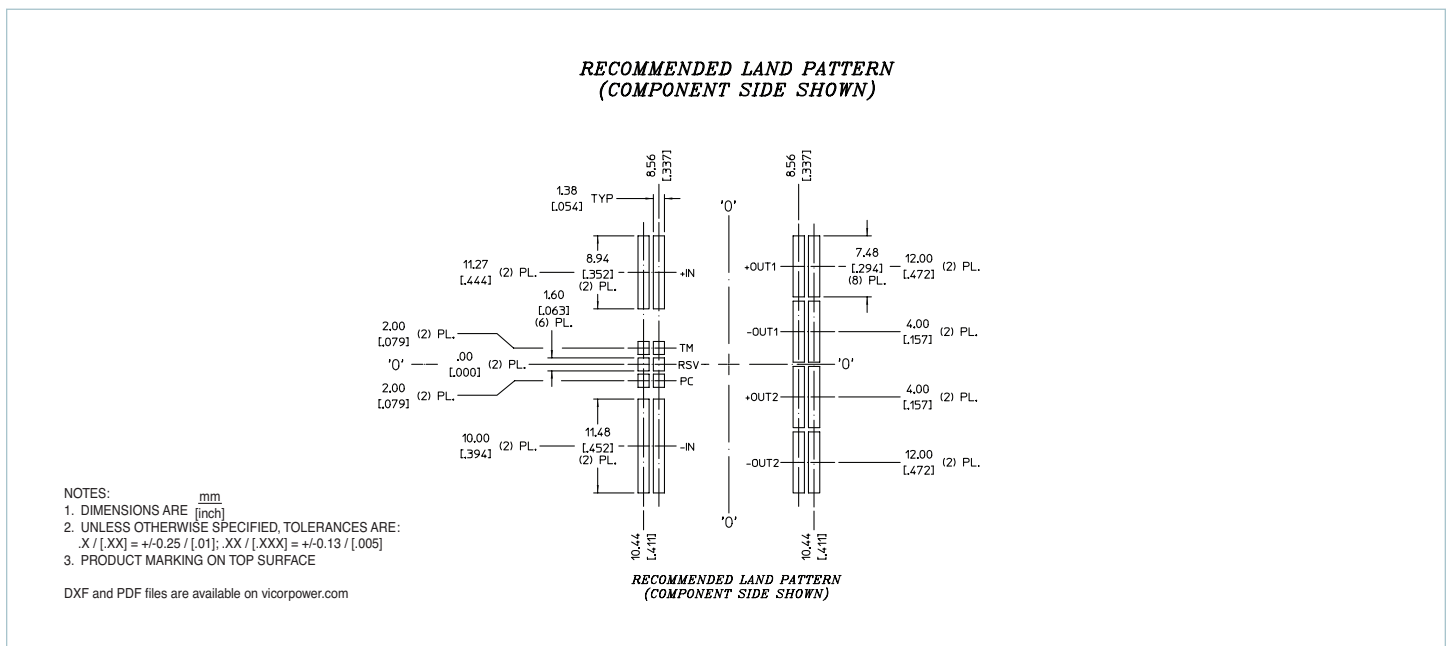 RECOMMENDED LAND PATTERN
(COMPONENT SIDE SHOWN)
8.56
[.337]
8.56
[.337]
1.38
[.054]
TYP
'0'
11.27
[.444]
(2) PL.
8.94
[.352]
(2) PL.
+IN
+OUT1
7.48
[.294]
(8) PL.
12.00
[.472]
(2) PL.
1.60
[.063]
(6) PL.
2.00
[.079]
(2) PL.
TM
-OUT1
4.00
[.157]
(2) PL.
'0'
.00
[.000]
(2) PL.
RSV
'0'
2.00
[.079]
(2) PL.
PC
+OUT2
4.00
[.157]
(2) PL.
10.00
[.394]
(2) PL.
11.48
[.452]
(2) PL.
-IN
-OUT2
12.00
[.472]
(2) PL.
'0'
10.44
[.411]
10.44
[.411]
RECOMMENDED LAND PATTERN
(COMPONENT SIDE SHOWN)
NOTES:
1. DIMENSIONS ARE mm
[inch]
2. UNLESS OTHERWISE SPECIFIED, TOLERANCES ARE:
.X / [.XX] = +/-0.25 / [.01]; .XX / [.XXX] = +/-0.13 / [.005]
3. PRODUCT MARKING ON TOP SURFACE
DXF and PDF files are available on vicorpower.com